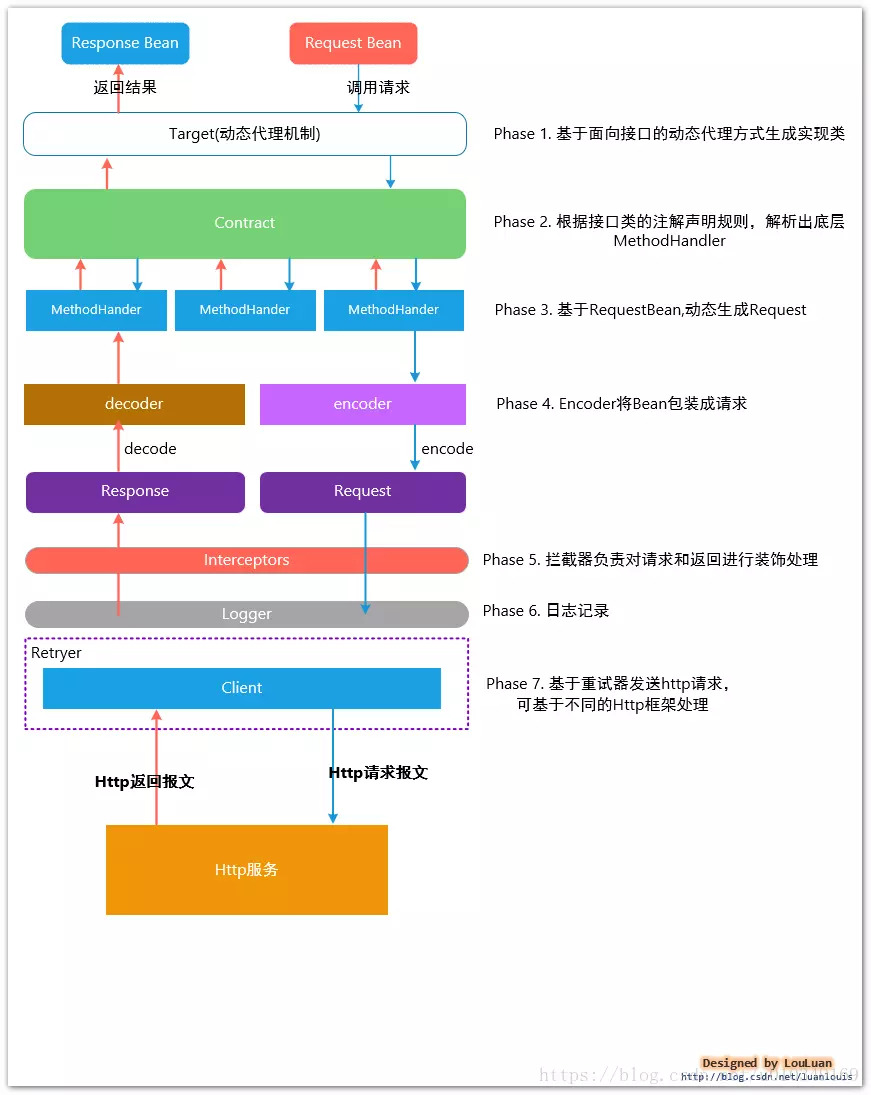 Response Bean
Request Bean
返回结果
调用请求
Target(动态代理机制)
Phase 1. 基于面向接口的动态代理方式生成实现类
Contract
Phase 2. 根据接口类的注解声明规则，解析出底层
MethodHandler
MethodHander
MethodHander
MethodHander
Phase 3. 基于RequestBean,动态生成Request
decoder
encoder
Phase 4. Encoder将Bean包装成请求
decode
encode
Response
Request
Interceptors
Phase 5. 拦截器负责对请求和返回进行装饰处理
Logger
Phase 6. 日志记录
Retryer
Client
Phase 7. 基于重试器发送http请求，
可基于不同的Http框架处理
Http返回报文
Http请求报文
Http服务
Designed by LouLuan
http://blog.csdn.net/luanlouis